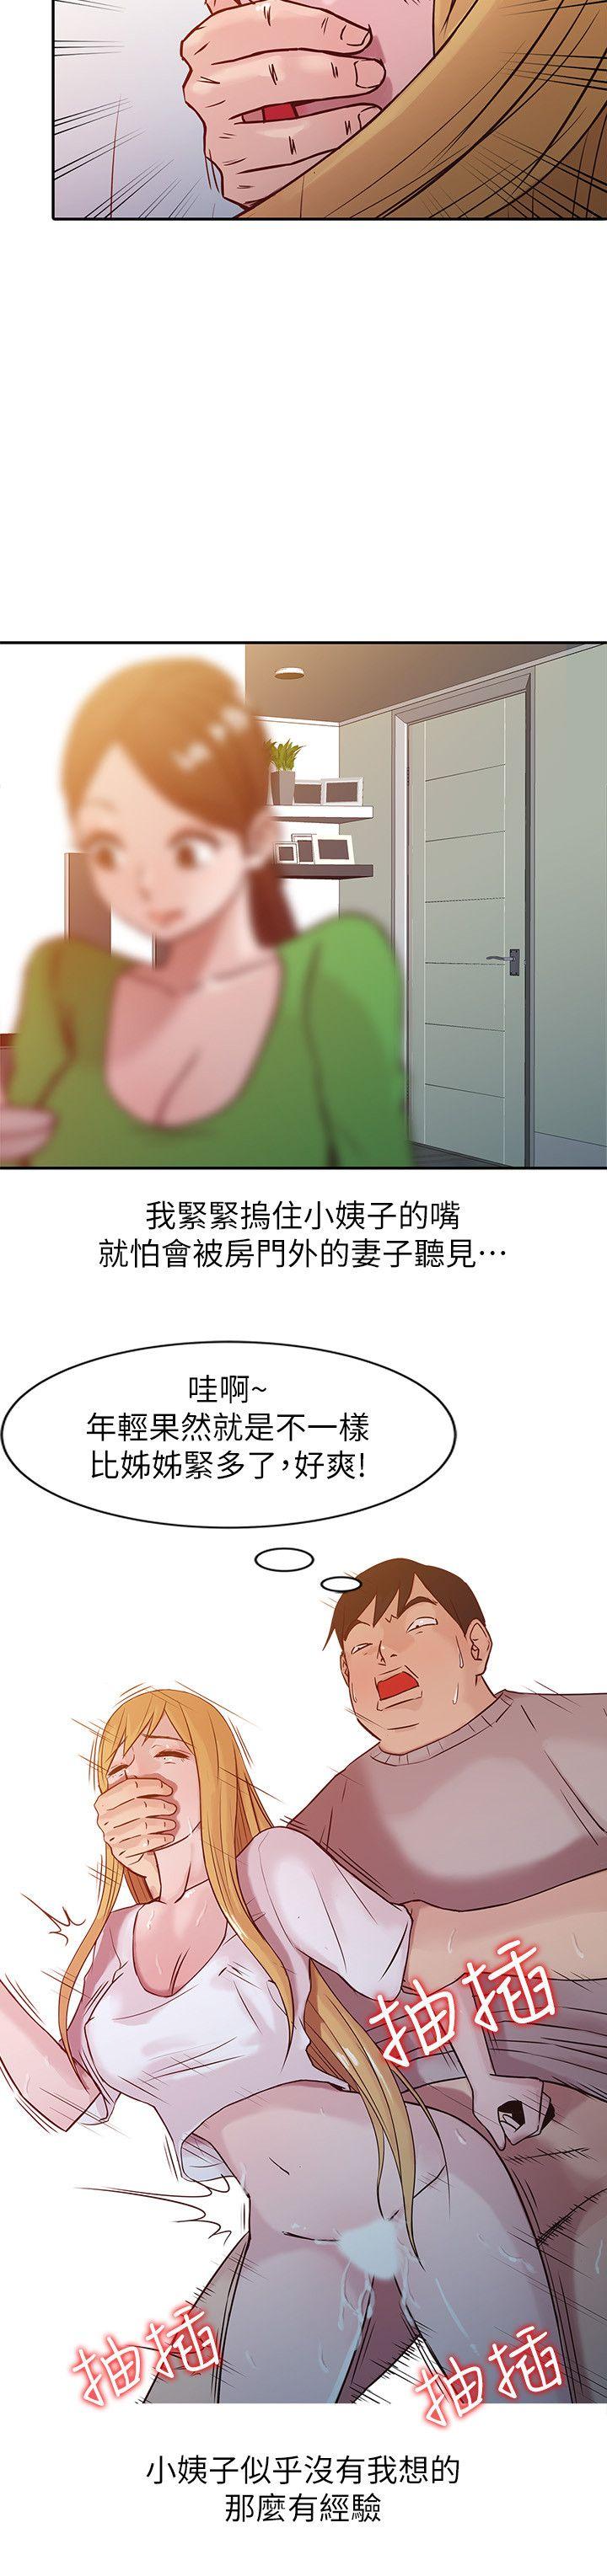 我緊緊摀住小姨子的嘴
就怕會被房門外的妻子聽見…
哇啊~
年輕果然就是不一樣
比姊姊緊多了,好爽!
抽插
抽插
抽插
小姨子似乎沒有我想的
那麼有經驗